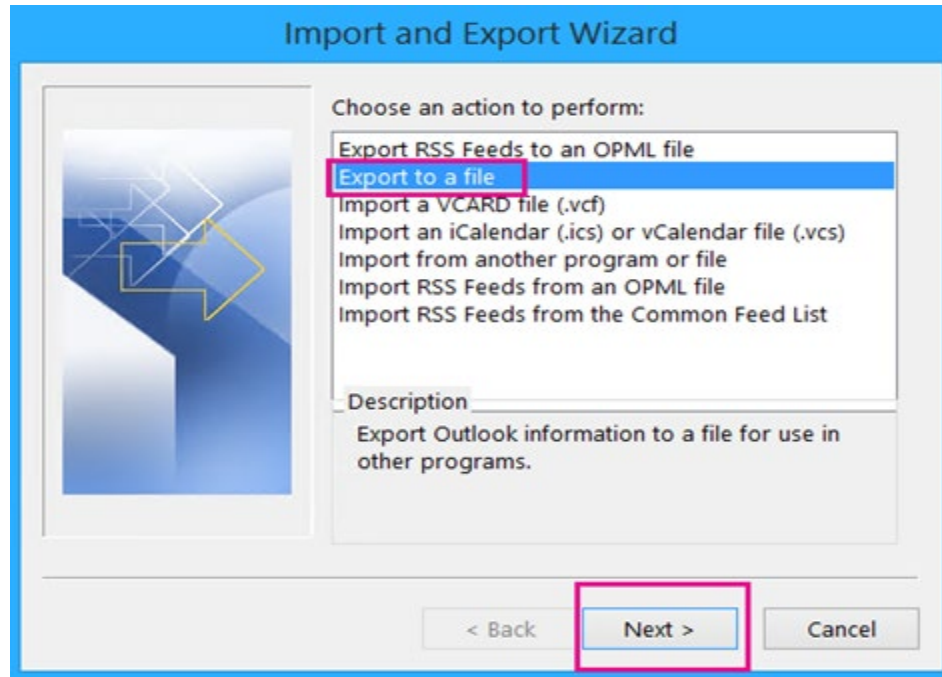 Import and Export Wizard
Choose an action to perform:
Export RSS Feeds to an OPML file
Export to a file
Import a VCARD file (.vcf)
Import an iCalendar (.ics) or vCalendar file (.vcs)
Import from another program or file
Import RSS Feeds from an OPML file
Import RSS Feeds from the Common Feed List
Description
Export Outlook information to a file for use in
other programs.
< Back Next > Cancel